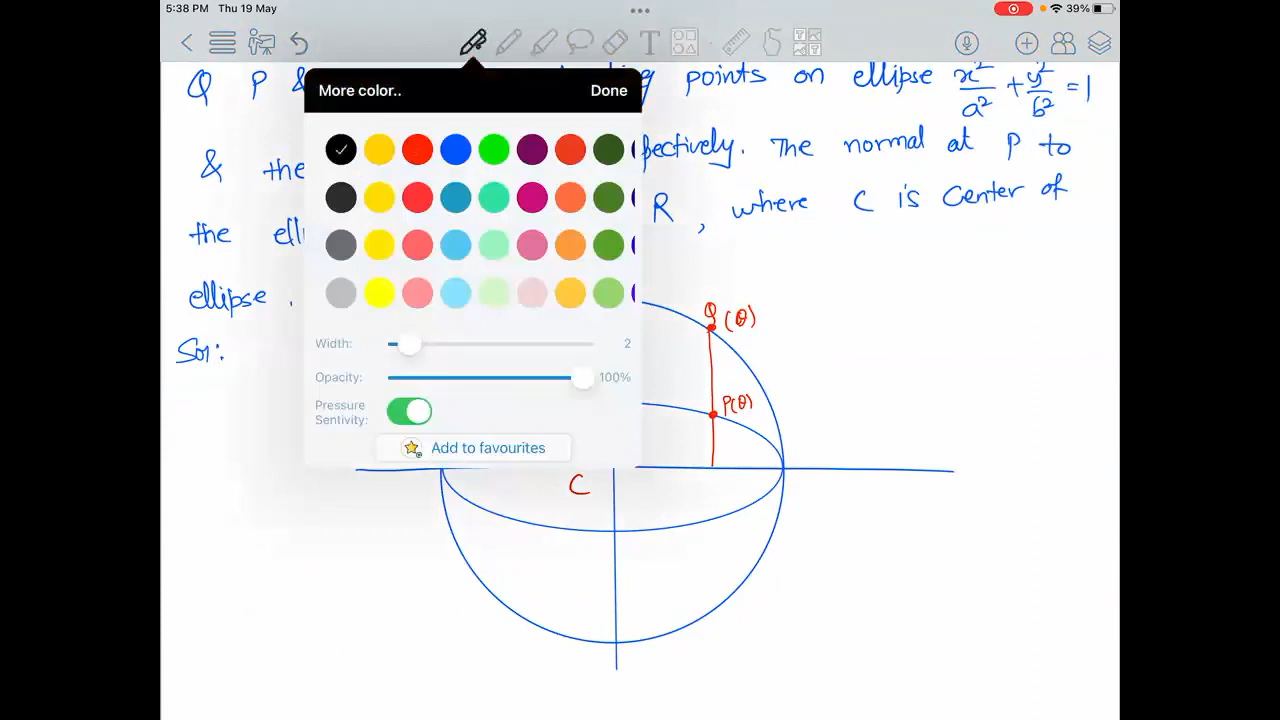 5:38 PM Thu 19 May
39%
T
Q P & points on ellipse x²/a² + y²/b² = 1
More color..
Done
& the fpectively. The normal at P to
the ell R, where C is Center of
ellipse.
Sol:
Q (θ)
P(θ)
C
Width: 2
Opacity: 100%
Pressure
Sentivity:
Add to favourites